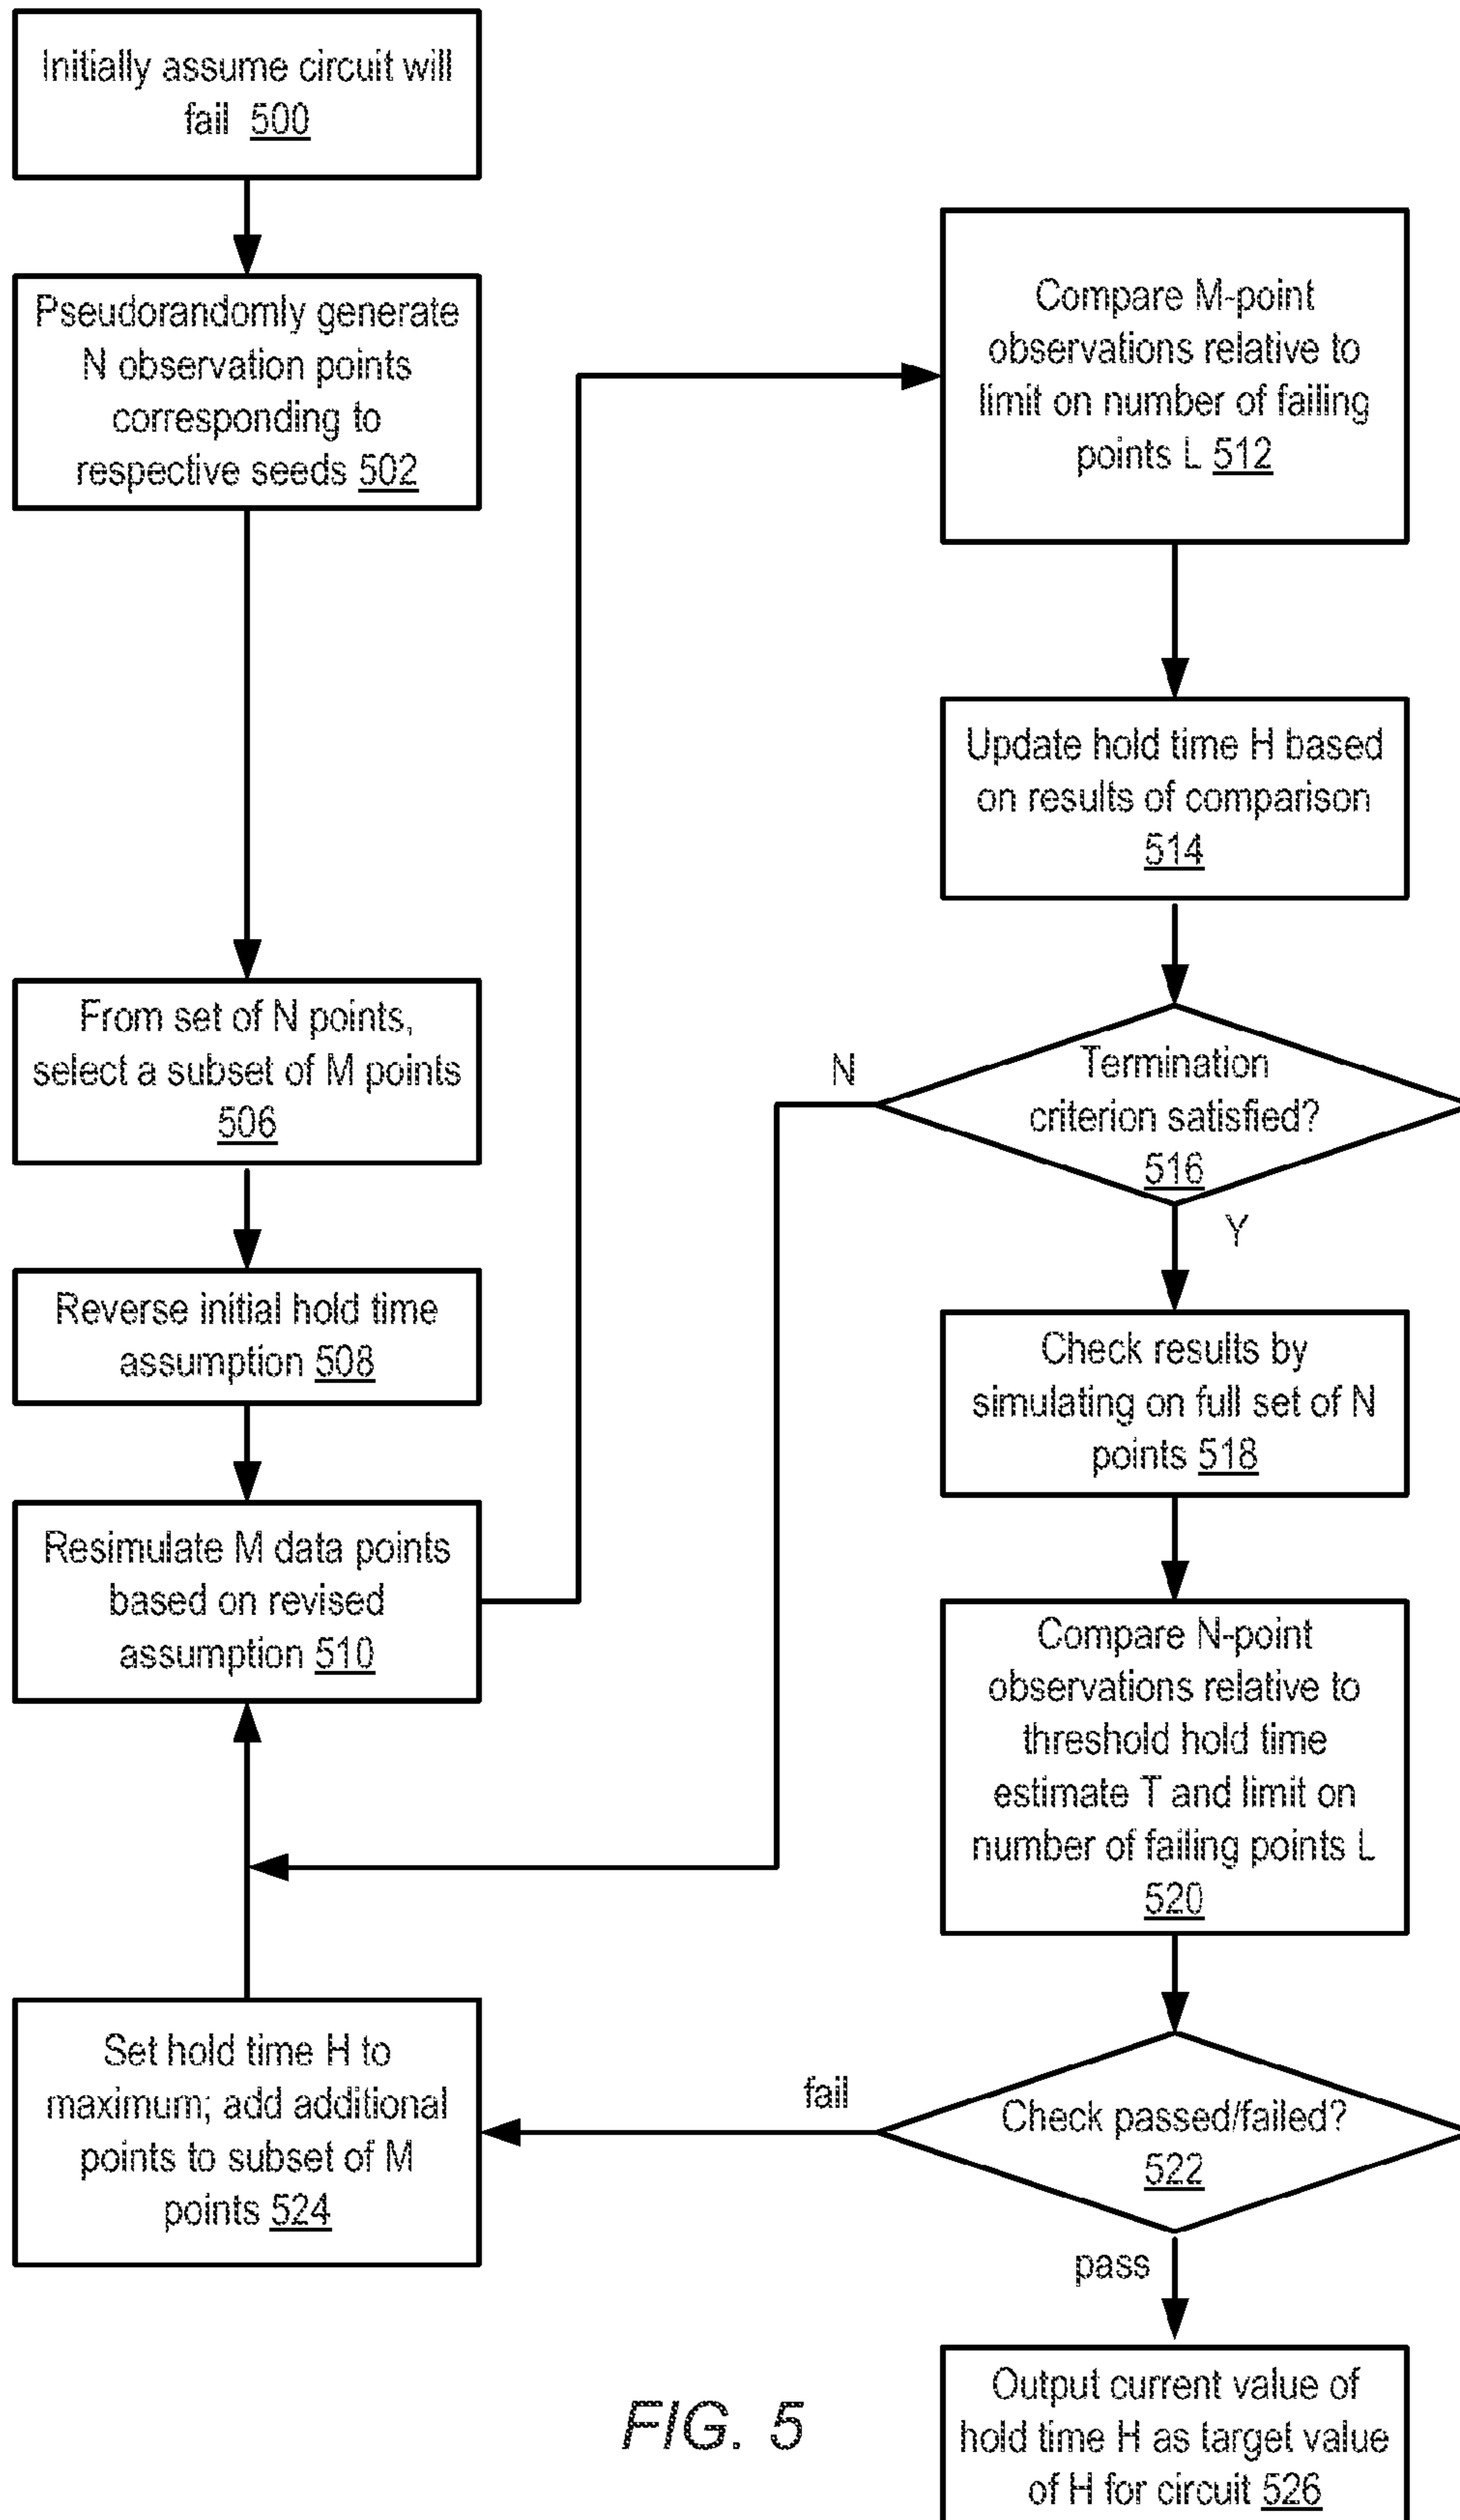 Initially assume circuit will
fail 500
Pseudorandomly generate
N observation points
corresponding to
respective seeds 502
From set of N points,
select a subset of M points
506
Reverse initial hold time
assumption 508
Resimulate M data points
based on revised
assumption 510
Set hold time H to
maximum; add additional
points to subset of M
points 524
Compare M-point
observations relative to
limit on number of failing
points L 512
Update hold time H based
on results of comparison
514
N
Termination
criterion satisfied?
516
Y
Check results by
simulating on full set of N
points 518
Compare N-point
observations relative to
threshold hold time
estimate T and limit on
number of failing points L
520
fail
Check passed/failed?
522
pass
Output current value of
hold time H as target value
of H for circuit 526
FIG. 5